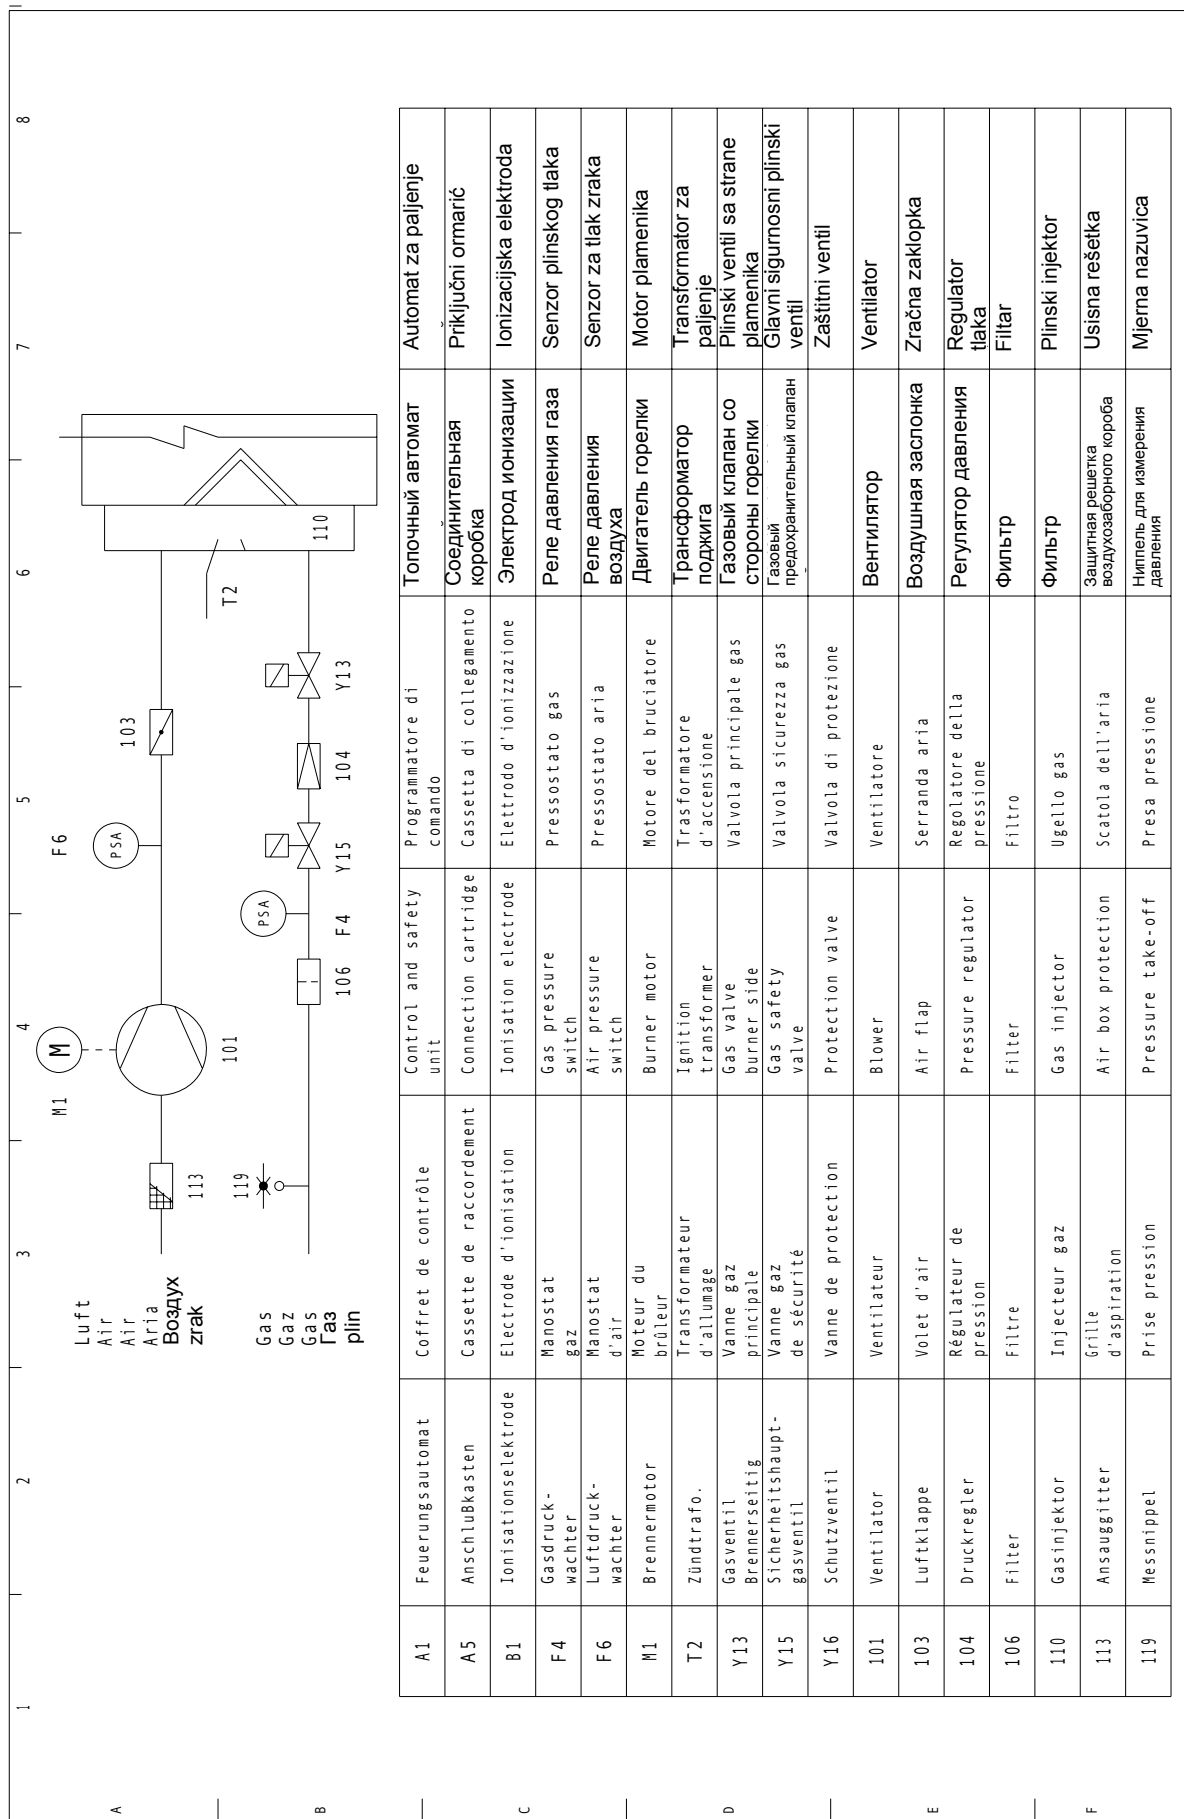 1 2 3 4 5 6 7 8
A
B
C
D
E
F
Luft
Air
Air
Aria
Воздух
zrak
113
M1
M
101
F6
PSA
103
T2
110
Gas
Gaz
Gas
Газ
plin
119
106
F4
PSA
Y15
104
Y13
A1 Feuerungsautomat Coffret de contrôle Control and safety Programmatore di Топочный автомат Automat za paljenje
unit comando
A5 Anschlußkasten Cassette de raccordement Connection cartridge Cassetta di collegamento Соединительная Priključni ormarić
коробка
B1 Ionisationselektrode Electrode d'ionisation Ionisation electrode Elettrodo d'ionizzazione Электрод ионизации Ionizacijska elektroda
F4 Gasdruck- Manostat Gas pressure Pressostato gas Реле давления газа Senzor plinskog tlaka
wachter gaz switch
F6 Luftdruck- Manostat Air pressure Pressostato aria Реле давления Senzor za tlak zraka
wachter d'air switch воздуха
M1 Brennermotor Moteur du Burner motor Motore del bruciatore Двигатель горелки Motor plamenika
brûleur
T2 Zündtrafo. Transformateur Ignition Trasformatore Трансформатор Transformator za
d'allumage transformer d'accensione поджига paljenje
Y13 Gasventil Vanne gaz Gas valve Valvola principale gas Газовый клапан со Plinski ventil sa strane
Brennerseitig principale burner side стороны горелки plamenika
Y15 Sicherheitshaupt- Vanne gaz Gas safety Valvola sicurezza gas Газовый Glavni sigurnosni plinski
gasventil de sécurité valve предохранительный клапан ventil
Y16 Schutzventil Vanne de protection Protection valve Valvola di protezione Zaštitni ventil
101 Ventilator Ventilateur Blower Ventilatore Вентилятор Ventilator
103 Luftklappe Volet d'air Air flap Serranda aria Воздушная заслонка Zračna zaklopka
104 Druckregler Régulateur de Pressure regulator Regolatore della Регулятор давления Regulator
pression pressione tlaka
106 Filter Filtre Filter Filtro Фильтр Filtar
110 Gasinjektor Injecteur gaz Gas injector Ugello gas Фильтр Plinski injektor
113 Ansauggitter Grille Air box protection Scatola dell'aria Защитная решетка Usisna rešetka
d'aspiration воздухозаборного короба
119 Messnippel Prise pression Pressure take-off Presa pressione Ниппель для измерения Mjerna nazuvica
давления